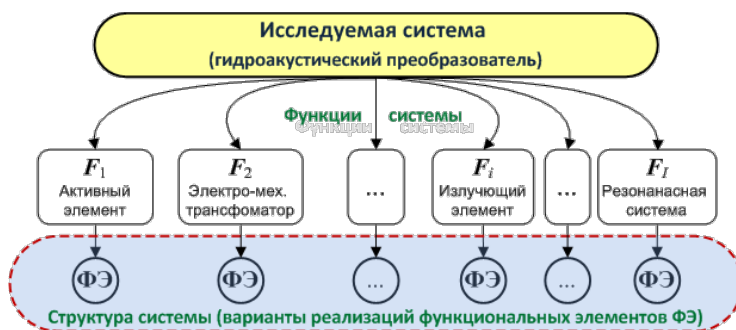 Исследуемая система
(гидроакустический преобразователь)
Функции системы
F1
Активный
элемент
F2
Электро-мех.
трансфоматор
...
Fi
Излучающий
элемент
...
FI
Резонанасная
система
ФЭ ФЭ ... ФЭ ... ФЭ
Структура системы (варианты реализаций функциональных элементов ФЭ)